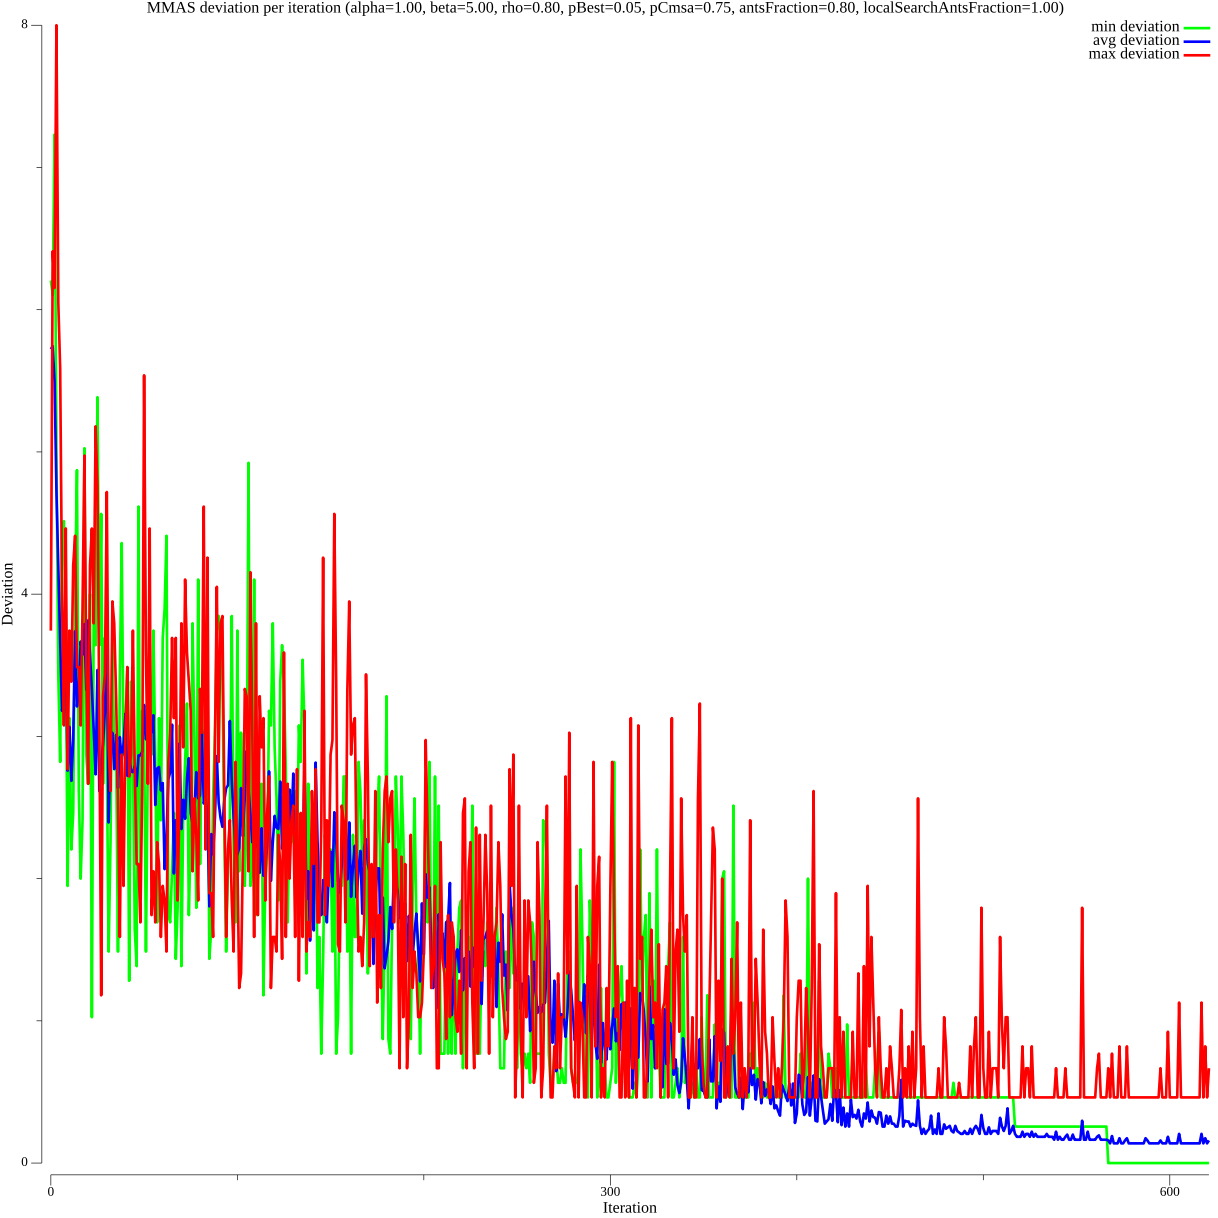 MMAS deviation per iteration (alpha=1.00, beta=5.00, rho=0.80, pBest=0.05, pCmsa=0.75, antsFraction=0.80, localSearchAntsFraction=1.00)
min deviation
avg deviation
max deviation
8
4
0
Deviation
0 300 600
Iteration